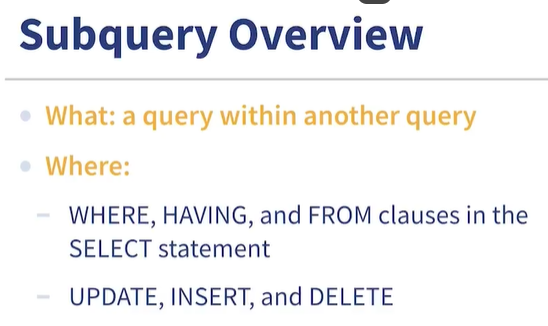 Subquery Overview
What: a query within another query
Where:
WHERE, HAVING, and FROM clauses in the
SELECT statement
UPDATE, INSERT, and DELETE